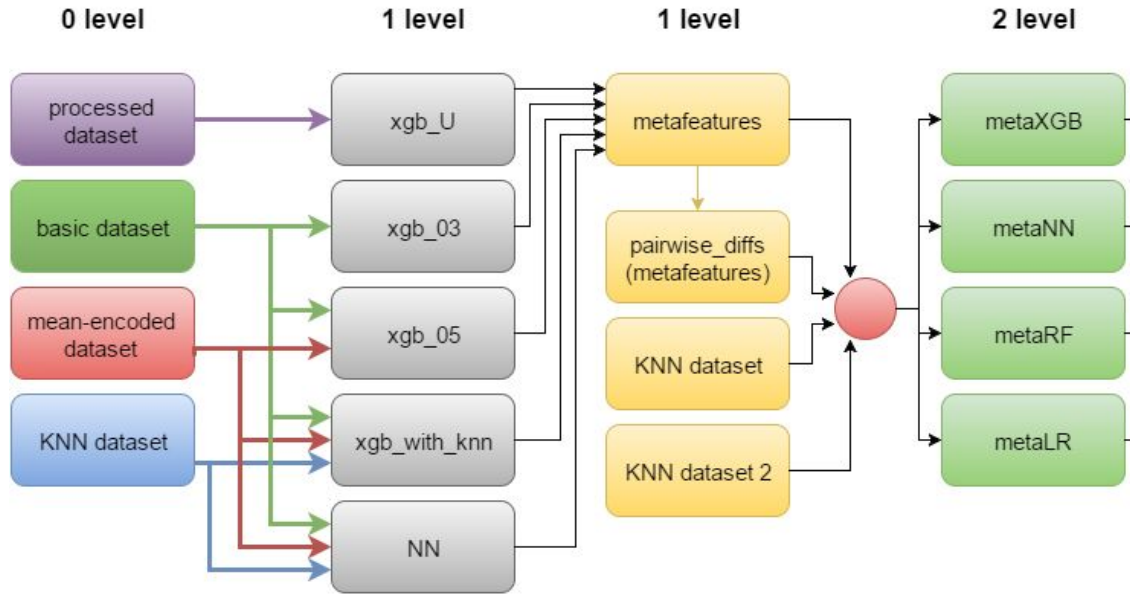 0 level
1 level
1 level
2 level
processed
dataset
basic dataset
mean-encoded
dataset
KNN dataset
xgb_U
xgb_03
xgb_05
xgb_with_knn
NN
metafeatures
pairwise_diffs
(metafeatures)
KNN dataset
KNN dataset 2
metaXGB
metaNN
metaRF
metaLR